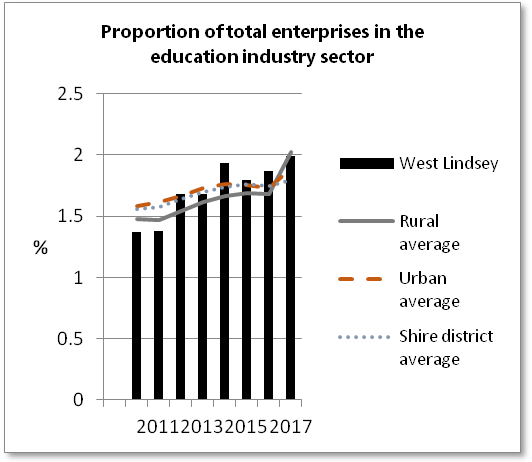 Proportion of total enterprises in the
education industry sector
2.5
2
1.5
1
0.5
0
%
2011 2013 2015 2017
West Lindsey
Rural
average
Urban
average
Shire district
average